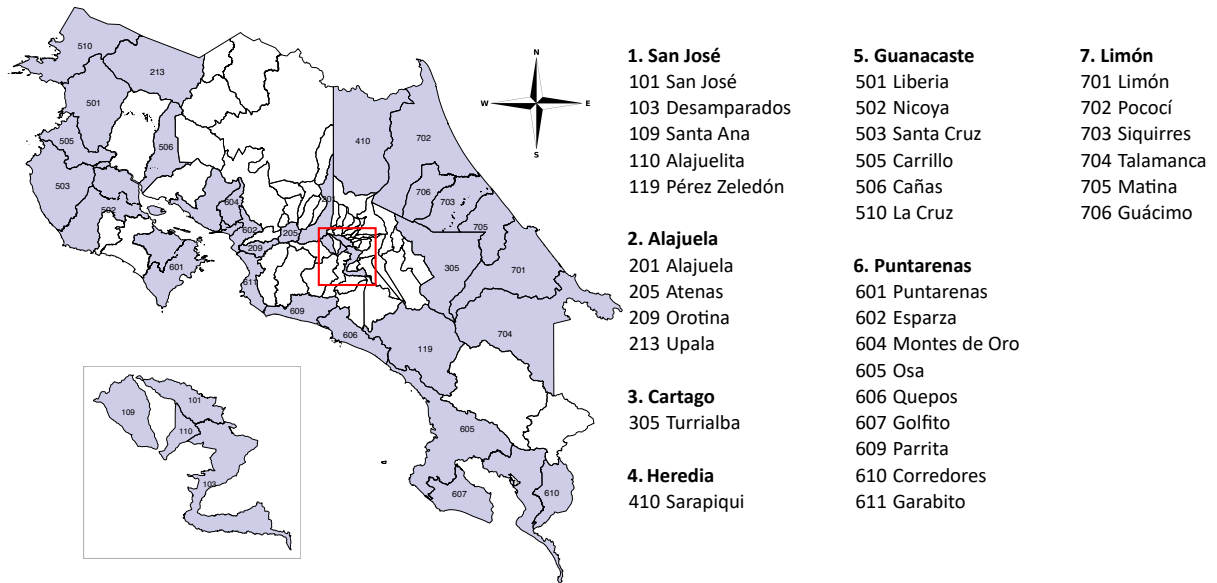 510
213
501
505
506
503
502
604
602
205
209
201
611
601
609
606
410
702
706
703
705
305
701
704
119
605
607
610
N
W E
S
109
101
110
103
1. San José
101 San José
103 Desamparados
109 Santa Ana
110 Alajuelita
119 Pérez Zeledón
2. Alajuela
201 Alajuela
205 Atenas
209 Orotina
213 Upala
3. Cartago
305 Turrialba
4. Heredia
410 Sarapiqui
5. Guanacaste
501 Liberia
502 Nicoya
503 Santa Cruz
505 Carrillo
506 Cañas
510 La Cruz
6. Puntarenas
601 Puntarenas
602 Esparza
604 Montes de Oro
605 Osa
606 Quepos
607 Golfito
609 Parrita
610 Corredores
611 Garabito
7. Limón
701 Limón
702 Pococí
703 Siquirres
704 Talamanca
705 Matina
706 Guácimo